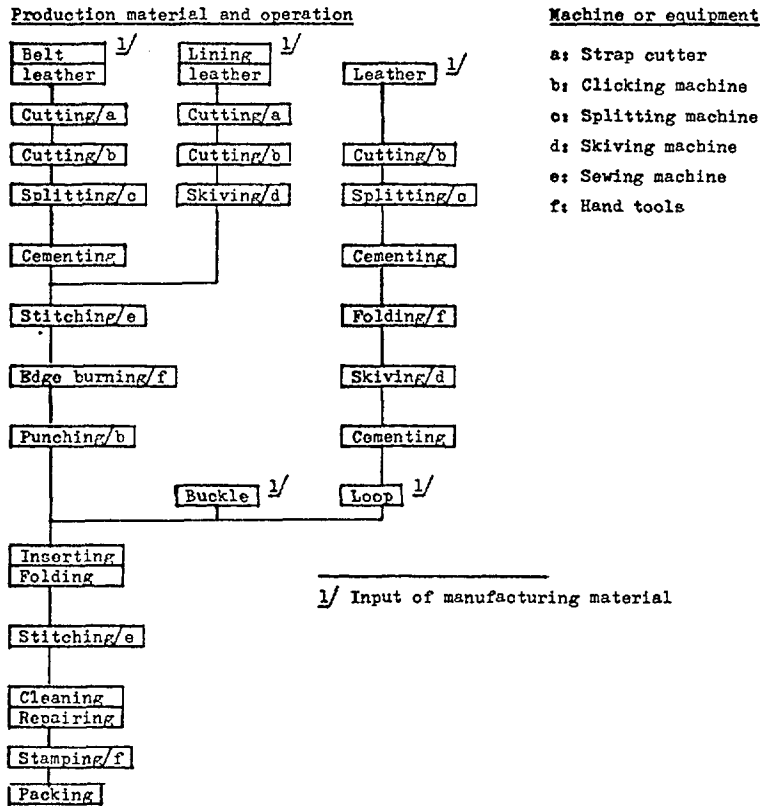 Production material and operation
Machine or equipment
Belt 1/
leather
Lining 1/
leather
Leather 1/
Cutting/a
Cutting/a
Cutting/b
Cutting/b
Cutting/b
Splitting/c
Skiving/d
Splitting/c
Cementing
Cementing
Stitching/e
Folding/f
Edge burning/f
Skiving/d
Punching/b
Cementing
Buckle 1/
Loop 1/
Inserting
Folding
Stitching/e
Cleaning
Repairing
Stamping/f
Packing
a: Strap cutter
b: Clicking machine
c: Splitting machine
d: Skiving machine
e: Sewing machine
f: Hand tools
1/ Input of manufacturing material